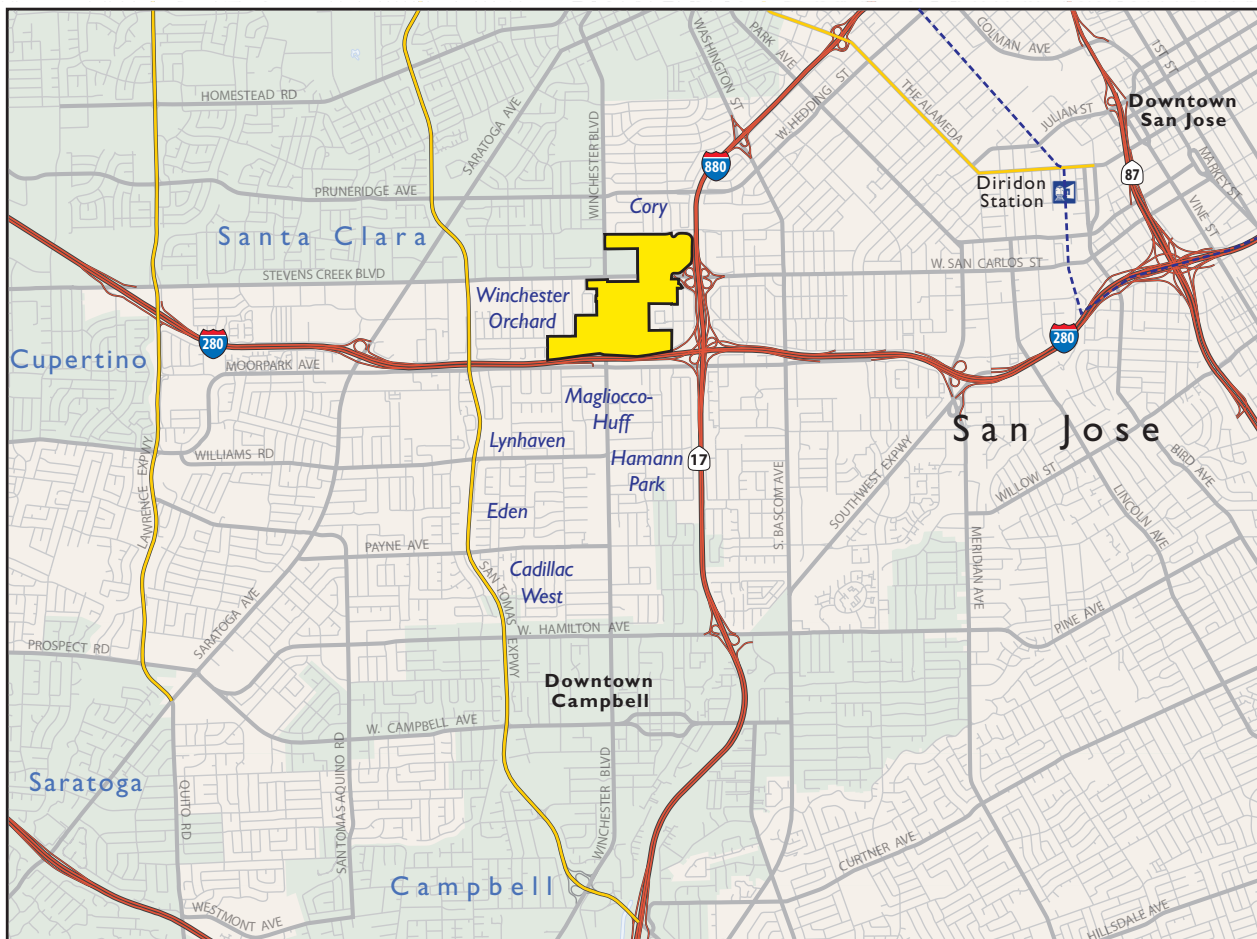 COLMAN AVE
1ST ST
WASHINGTON ST
PARK AVE
W. HEDDING ST
THE ALAMEDA
JULIAN ST
Downtown
San Jose
HOMESTEAD RD
SARATOGA AVE
WINCHESTER BLVD
880
87
MARKEY ST
VINE ST
PRUNERIDGE AVE
Cory
Diridon
Station
Santa Clara
STEVENS CREEK BLVD
W. SAN CARLOS ST
Winchester
Orchard
280
280
Cupertino
MOORPARK AVE
Magliocco-
Huff
San Jose
Lynhaven
WILLIAMS RD
Hamann
Park
17
LAWRENCE EXPWY
S. BASCOM AVE
SOUTHWEST EXPWY
WILLOW ST
BIRD AVE
LINCOLN AVE
Eden
PAYNE AVE
MERIDIAN AVE
Cadillac
West
SAN TOMAS EXPWY
SARATOGA AVE
PROSPECT RD
W. HAMILTON AVE
PINE AVE
Downtown
Campbell
W. CAMPBELL AVE
Saratoga
QUITO RD
SAN TOMAS AQUINO RD
WINCHESTER BLVD
CURTNER AVE
Campbell
WESTMONT AVE
HILLSDALE AVE